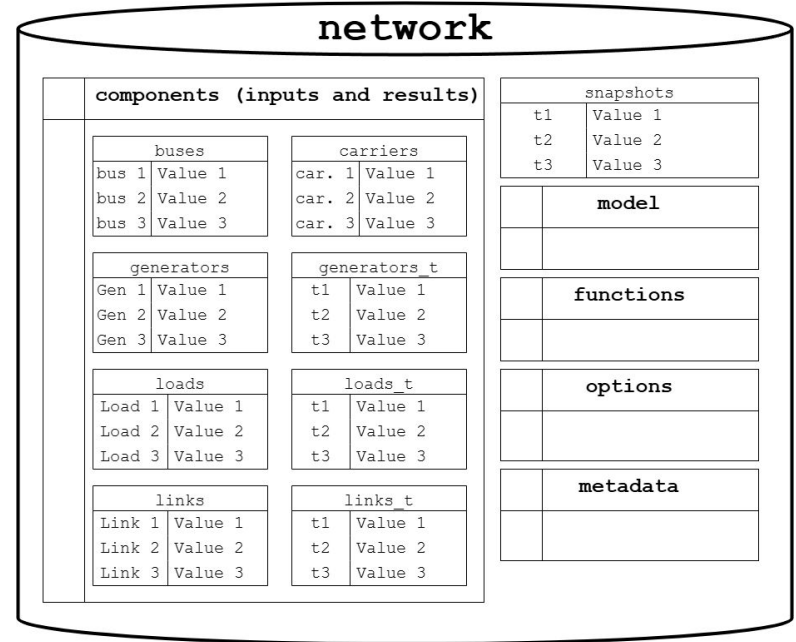 network
components (inputs and results)
buses
bus 1 Value 1
bus 2 Value 2
bus 3 Value 3
carriers
car. 1 Value 1
car. 2 Value 2
car. 3 Value 3
generators
Gen 1 Value 1
Gen 2 Value 2
Gen 3 Value 3
generators_t
t1 Value 1
t2 Value 2
t3 Value 3
loads
Load 1 Value 1
Load 2 Value 2
Load 3 Value 3
loads_t
t1 Value 1
t2 Value 2
t3 Value 3
links
Link 1 Value 1
Link 2 Value 2
Link 3 Value 3
links_t
t1 Value 1
t2 Value 2
t3 Value 3
snapshots
t1 Value 1
t2 Value 2
t3 Value 3
model
functions
options
metadata